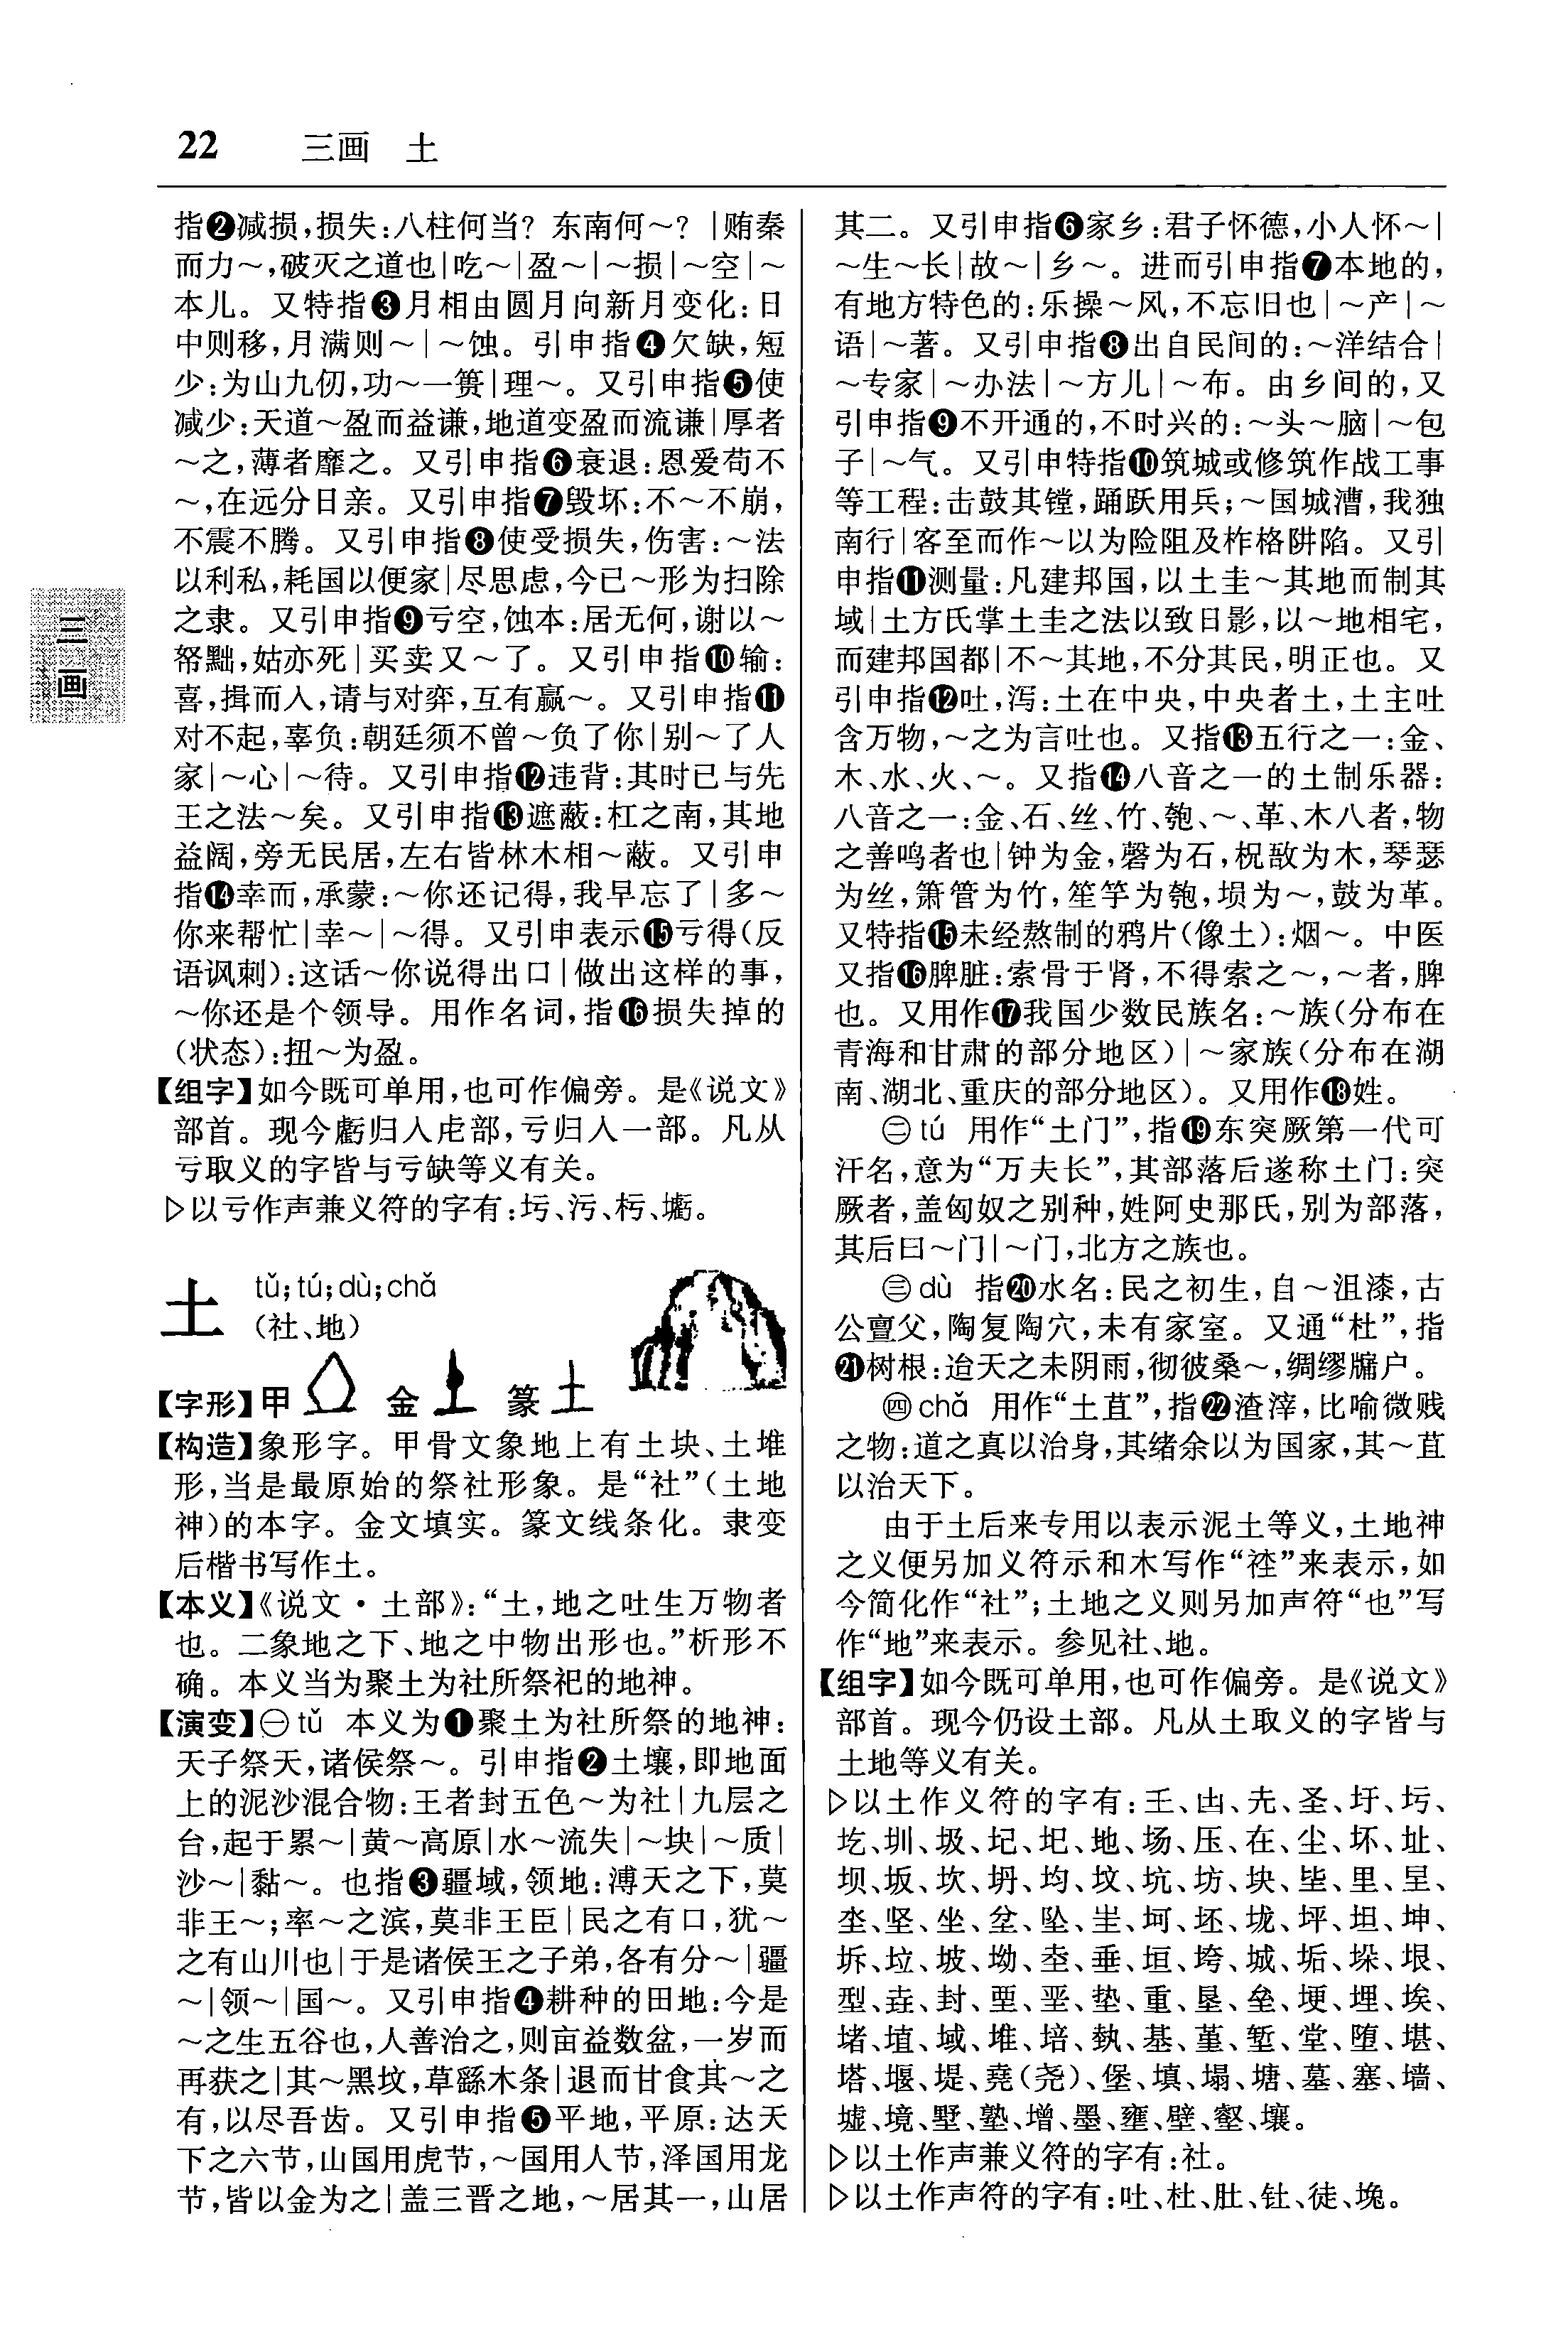 22 三画 土
指❷减损,损失:八柱何当？东南何～？|贿秦
而力～,破灭之道也|吃～|盈～|～损|～空|～
本儿。又特指❸月相由圆月向新月变化:日
中则移,月满则～|～蚀。引申指❹欠缺,短
少:为山九仞,功～一篑|理～。又引申指❺使
减少:天道～盈而益谦,地道变盈而流谦|厚者
～之,薄者靡之。又引申指❻衰退:恩爱苟不
～,在远分日亲。又引申指❼毁坏:不～不崩,
不震不腾。又引申指❽使受损失,伤害:～法
以利私,耗国以便家|尽思虑,今已～形为扫除
之隶。又引申指❾亏空,蚀本:居无何,谢以～
帑黜,姑亦死|买卖又～了。又引申指❿输:
喜,揖而入,请与对弈,互有赢～。又引申指⓫
对不起,辜负:朝廷须不曾～负了你|别～了人
家|～心|～待。又引申指⓬违背:其时已与先
王之法～矣。又引申指⓭遮蔽:杠之南,其地
益阔,旁无民居,左右皆林木相～蔽。又引申
指⓮幸而,承蒙:～你还记得,我早忘了|多～
你来帮忙|幸～|～得。又引申表示⓯亏得(反
语讽刺):这话～你说得出口|做出这样的事,
～你还是个领导。用作名词,指⓰损失掉的
(状态):扭～为盈。
【组字】如今既可单用,也可作偏旁。是《说文》
部首。现今虧归入虍部,亏归入一部。凡从
亏取义的字皆与亏缺等义有关。
▷以亏作声兼义符的字有:圬、污、杇、㙤。
三画
土 tǔ;tú;dù;chǎ
(社、地)
【字形】甲 金 篆
【构造】象形字。甲骨文象地上有土块、土堆
形,当是最原始的祭社形象。是“社”(土地
神)的本字。金文填实。篆文线条化。隶变
后楷书写作土。
【本义】《说文·土部》:“土,地之吐生万物者
也。二象地之下、地之中物出形也。”析形不
确。本义当为聚土为社所祭祀的地神。
【演变】㊀tǔ 本义为❶聚土为社所祭的地神:
天子祭天,诸侯祭～。引申指❷土壤,即地面
上的泥沙混合物:王者封五色～为社|九层之
台,起于累～|黄～高原|水～流失|～块|～质|
沙～|黏～。也指❸疆域,领地:溥天之下,莫
非王～;率～之滨,莫非王臣|民之有口,犹～
之有山川也|于是诸侯王之子弟,各有分～|疆
～|领～|国～。又引申指❹耕种的田地:今是
～之生五谷也,人善治之,则亩益数盆,一岁而
再获之|其～黑坟,草繇木条|退而甘食其～之
有,以尽吾齿。又引申指❺平地,平原:达天
下之六节,山国用虎节,～国用人节,泽国用龙
节,皆以金为之|盖三晋之地,～居其一,山居
其二。又引申指❻家乡:君子怀德,小人怀～|
～生～长|故～|乡～。进而引申指❼本地的,
有地方特色的:乐操～风,不忘旧也|～产|～
语|～著。又引申指❽出自民间的:～洋结合|
～专家|～办法|～方儿|～布。由乡间的,又
引申指❾不开通的,不时兴的:～头～脑|～包
子|～气。又引申特指❿筑城或修筑作战工事
等工程:击鼓其镗,踊跃用兵;～国城漕,我独
南行|客至而作～以为险阻及柞格阱陷。又引
申指⓫测量:凡建邦国,以土圭～其地而制其
域|土方氏掌土圭之法以致日影,以～地相宅,
而建邦国都|不～其地,不分其民,明正也。又
引申指⓬吐,泻:土在中央,中央者土,土主吐
含万物,～之为言吐也。又指⓭五行之一:金、
木、水、火、～。又指⓮八音之一的土制乐器:
八音之一:金、石、丝、竹、匏、～、革、木八者,物
之善鸣者也|钟为金,磬为石,柷敔为木,琴瑟
为丝,箫管为竹,笙竽为匏,埙为～,鼓为革。
又特指⓯未经熬制的鸦片(像土):烟～。中医
又指⓰脾脏:索骨于肾,不得索之～,～者,脾
也。又用作⓱我国少数民族名:～族(分布在
青海和甘肃的部分地区)|～家族(分布在湖
南、湖北、重庆的部分地区)。又用作⓲姓。
㊁tú 用作“土门”,指⓳东突厥第一代可
汗名,意为“万夫长”,其部落后遂称土门:突
厥者,盖匈奴之别种,姓阿史那氏,别为部落,
其后曰～门|～门,北方之族也。
㊂dù 指⓴水名:民之初生,自～沮漆,古
公亶父,陶复陶穴,未有家室。又通“杜”,指
㉑树根:迨天之未阴雨,彻彼桑～,绸缪牖户。
㊃chǎ 用作“土苴”,指㉒渣滓,比喻微贱
之物:道之真以治身,其绪余以为国家,其～苴
以治天下。
由于土后来专用以表示泥土等义,土地神
之义便另加义符示和木写作“𥙭”来表示,如
今简化作“社”;土地之义则另加声符“也”写
作“地”来表示。参见社、地。
【组字】如今既可单用,也可作偏旁。是《说文》
部首。现今仍设土部。凡从土取义的字皆与
土地等义有关。
▷以土作义符的字有:壬、凷、圥、圣、圩、圬、
圪、圳、圾、圮、圯、地、场、压、在、尘、坏、址、
坝、坂、坎、坍、均、坟、坑、坊、块、坒、里、呈、
坔、坚、坐、坌、坠、坓、坷、坯、垅、坪、坦、坤、
坼、垃、坡、坳、坴、垂、垣、垮、城、垢、垛、垠、
型、垚、封、垔、垩、垫、重、垦、垒、埂、埋、埃、
堵、埴、域、堆、培、埶、基、堇、堑、堂、堕、堪、
塔、堰、堤、堯(尧)、堡、填、塌、塘、墓、塞、墙、
墟、境、墅、塾、增、墨、壅、壁、壑、壤。
▷以土作声兼义符的字有:社。
▷以土作声符的字有:吐、杜、肚、钍、徒、堍。